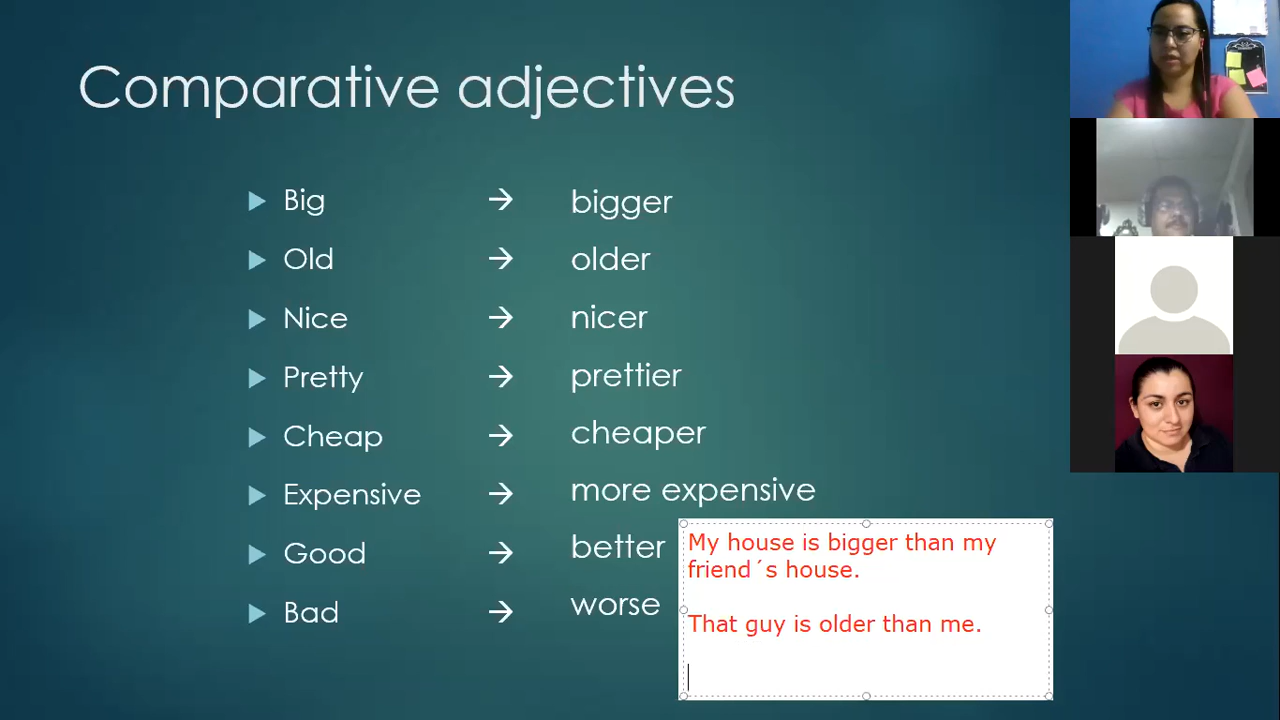 Comparative adjectives
Big → bigger
Old → older
Nice → nicer
Pretty → prettier
Cheap → cheaper
Expensive → more expensive
Good → better
Bad → worse
My house is bigger than my
friend´s house.
That guy is older than me.